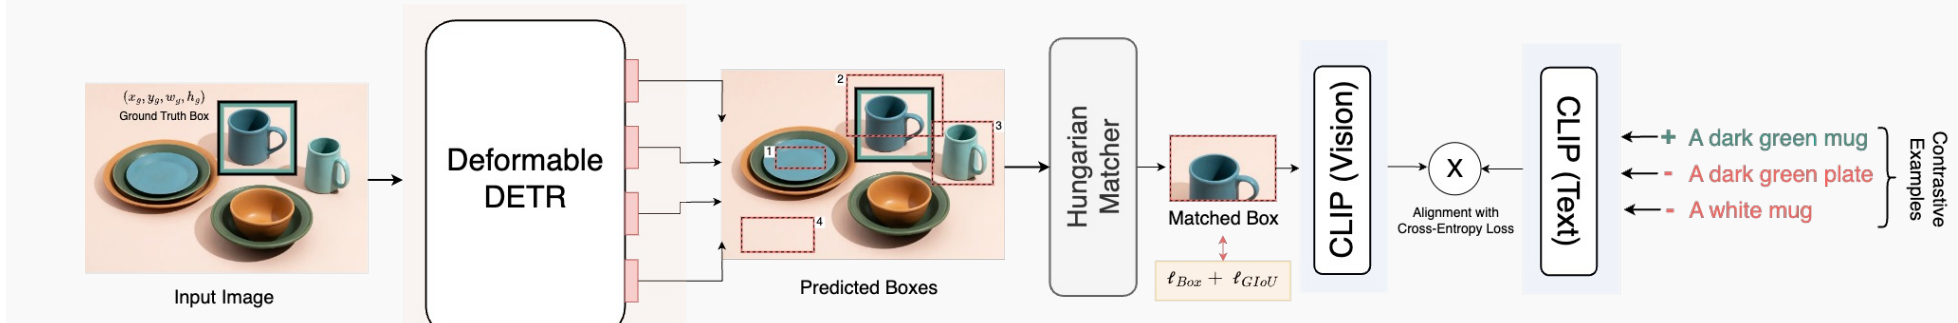 (x_g, y_g, w_g, h_g)
Ground Truth Box
Input Image
Deformable
DETR
1
2
3
4
Predicted Boxes
Hungarian
Matcher
Matched Box
ℓ_Box + ℓ_GIoU
CLIP (Vision)
X
Alignment with
Cross-Entropy Loss
CLIP (Text)
+ A dark green mug
- A dark green plate
- A white mug
Contrastive
Examples